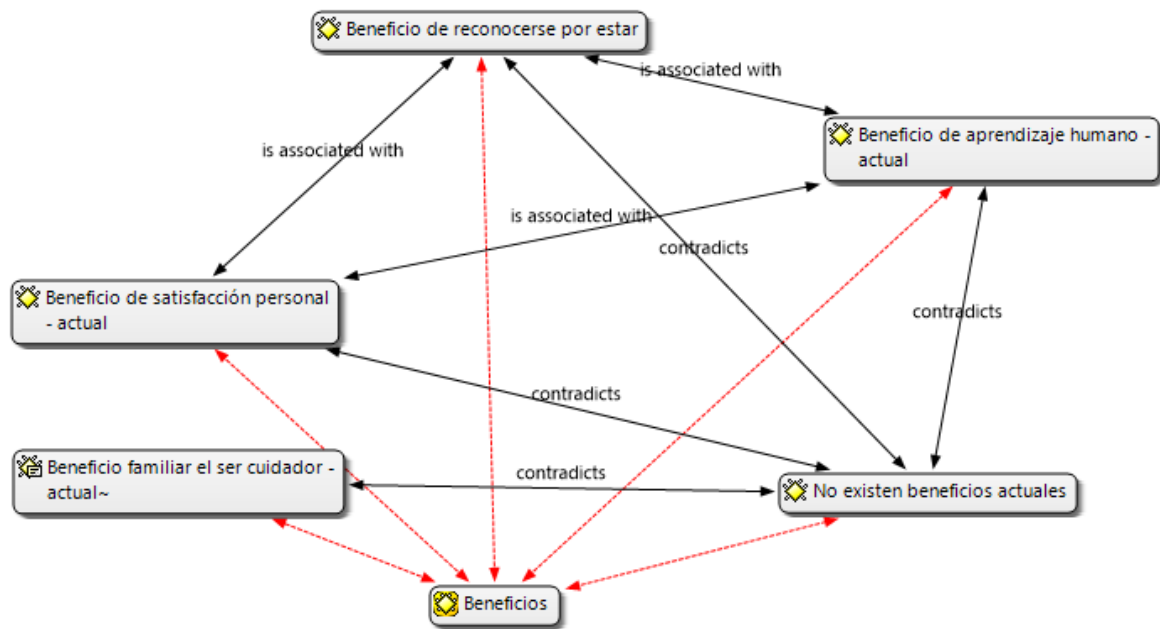 Beneficio de reconocerse por estar
is associated with
Beneficio de aprendizaje humano -
actual
is associated with
is associated with
contradicts
Beneficio de satisfacción personal
- actual
contradicts
contradicts
Beneficio familiar el ser cuidador -
actual~
contradicts
No existen beneficios actuales
Beneficios